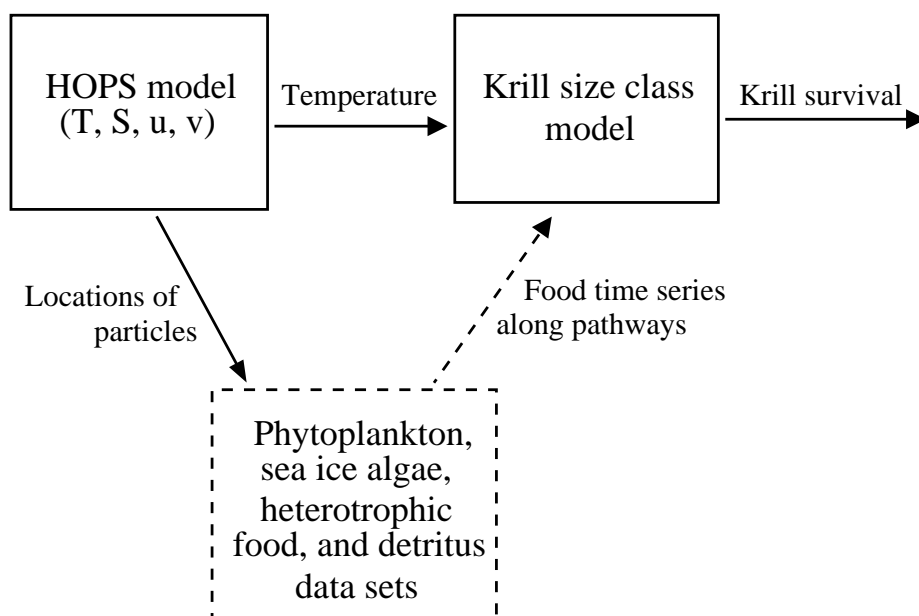 HOPS model
(T, S, u, v)
Temperature
Krill size class
model
Krill survival
Locations of
particles
Food time series
along pathways
Phytoplankton,
sea ice algae,
heterotrophic
food, and detritus
data sets